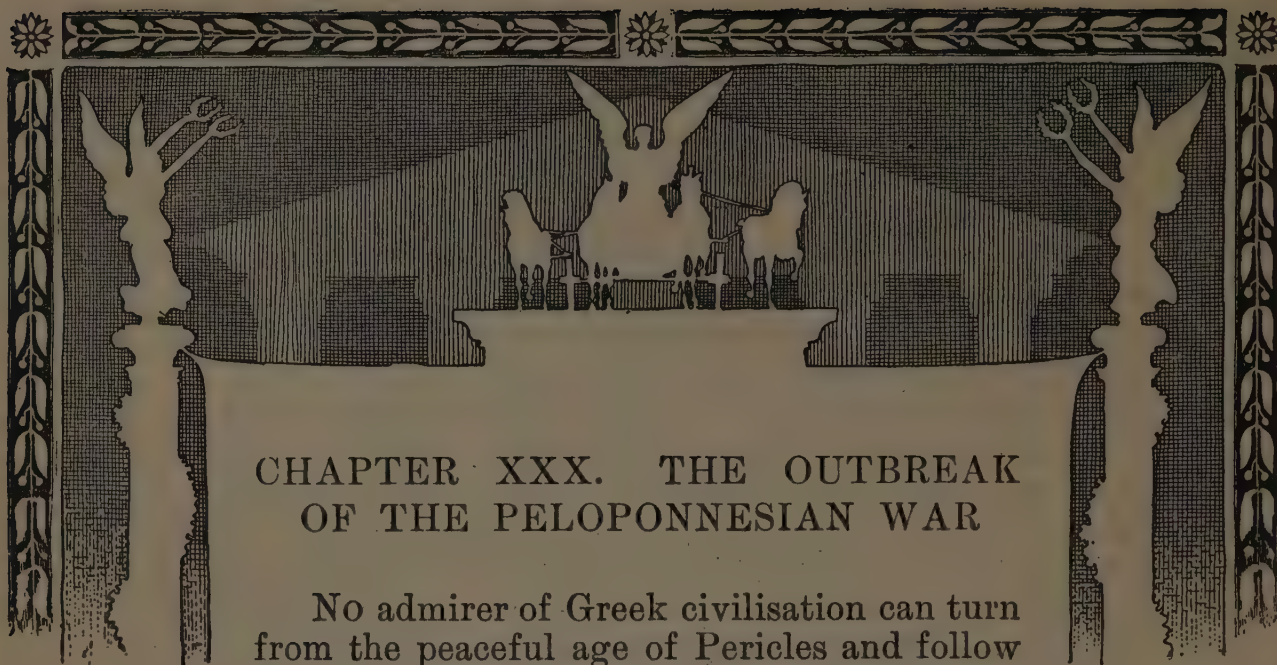 CHAPTER XXX. THE OUTBREAK
OF THE PELOPONNESIAN WAR
No admirer of Greek civilisation can turn
from the peaceful age of Pericles and follow